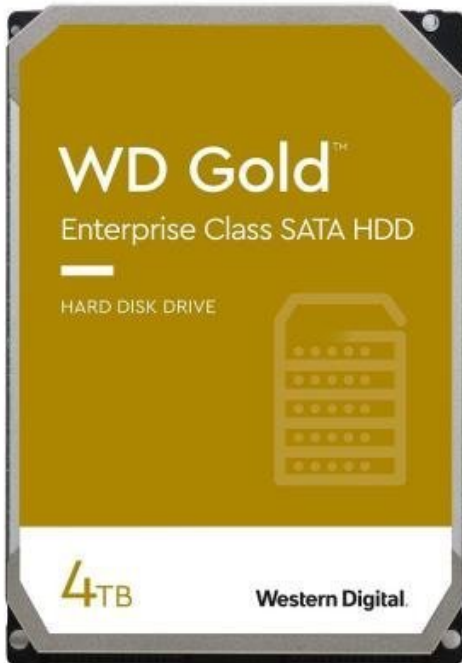 WD Gold™
Enterprise Class SATA HDD
HARD DISK DRIVE
4TB
Western Digital.